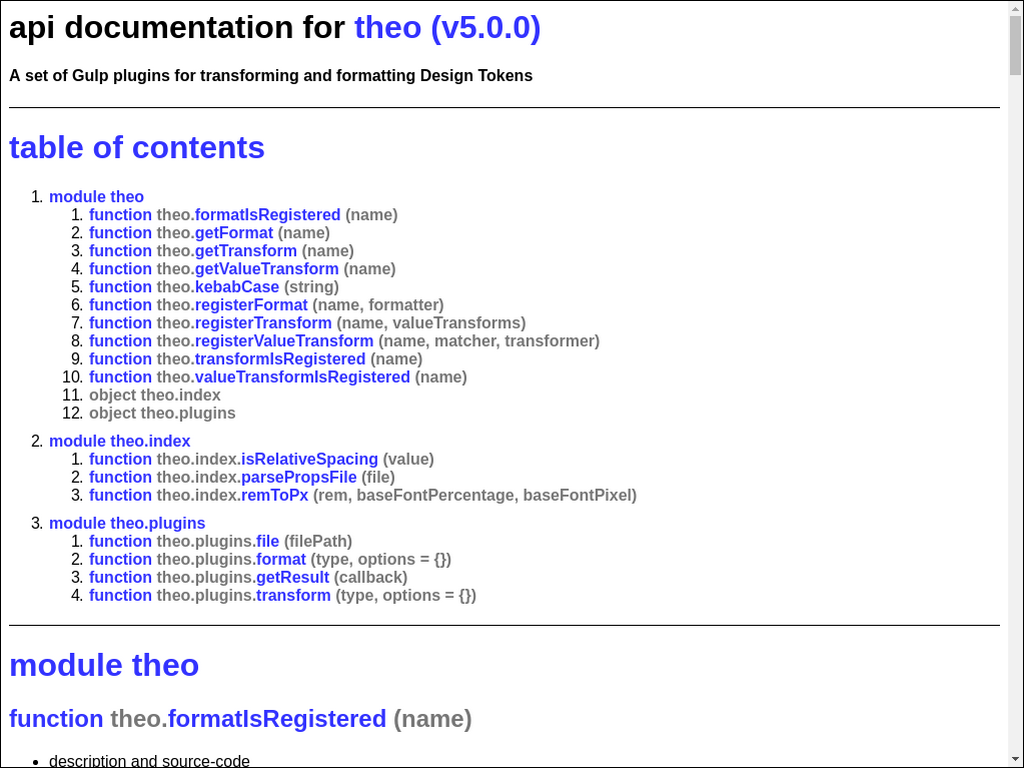 api documentation for theo (v5.0.0)
A set of Gulp plugins for transforming and formatting Design Tokens
table of contents
1. module theo
1. function theo.formatIsRegistered (name)
2. function theo.getFormat (name)
3. function theo.getTransform (name)
4. function theo.getValueTransform (name)
5. function theo.kebabCase (string)
6. function theo.registerFormat (name, formatter)
7. function theo.registerTransform (name, valueTransforms)
8. function theo.registerValueTransform (name, matcher, transformer)
9. function theo.transformIsRegistered (name)
10. function theo.valueTransformIsRegistered (name)
11. object theo.index
12. object theo.plugins
2. module theo.index
1. function theo.index.isRelativeSpacing (value)
2. function theo.index.parsePropsFile (file)
3. function theo.index.remToPx (rem, baseFontPercentage, baseFontPixel)
3. module theo.plugins
1. function theo.plugins.file (filePath)
2. function theo.plugins.format (type, options = {})
3. function theo.plugins.getResult (callback)
4. function theo.plugins.transform (type, options = {})
module theo
function theo.formatIsRegistered (name)
• description and source-code